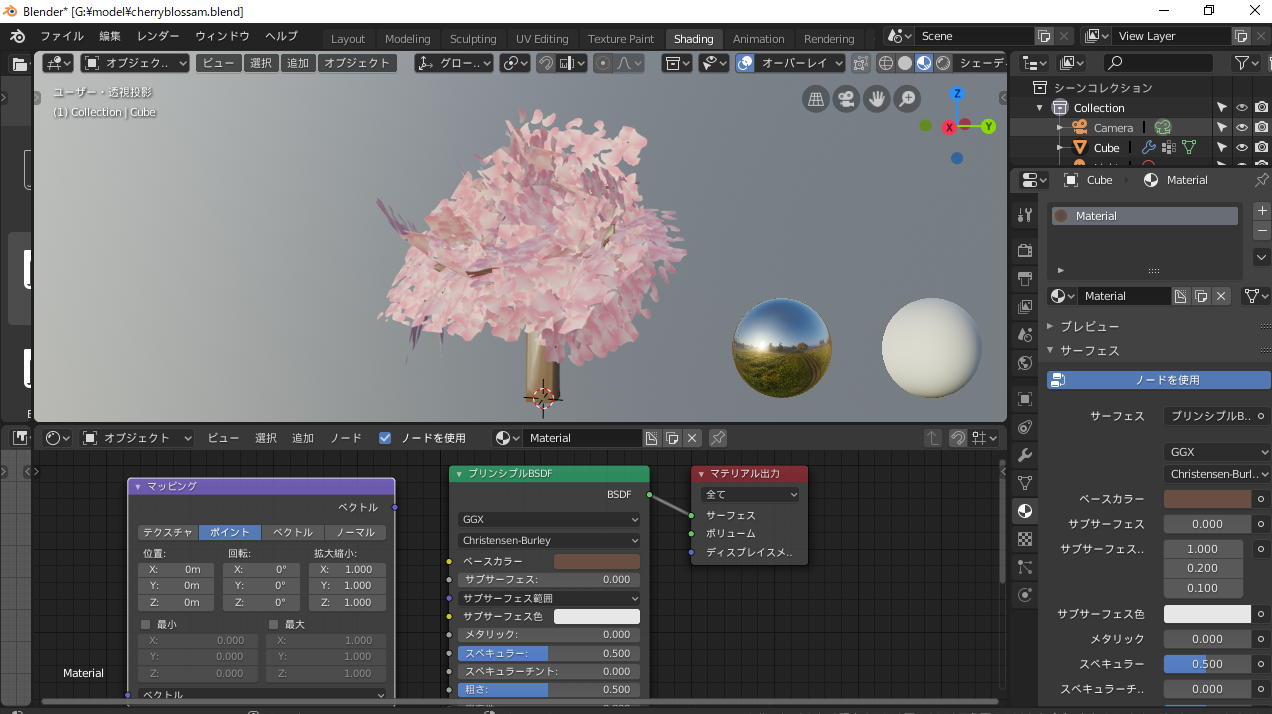 Blender* [G:¥model¥cherryblossam.blend]
ファイル 編集 レンダー ウィンドウ ヘルプ Layout Modeling Sculpting UV Editing Texture Paint Shading Animation Rendering Scene View Layer
オブジェク.. ビュー 選択 追加 オブジェクト グロー.. オーバーレイ シェーデ
ユーザー・透視投影
(1) Collection | Cube
Z
X
Y
シーンコレクション
Collection
Camera
Cube
Cube Material
Material
Material
プレビュー
サーフェス
ノードを使用
サーフェス プリンシプルB..
GGX
Christensen-Burl..
ベースカラー
サブサーフェス 0.000
サブサーフェス.. 1.000
0.200
0.100
サブサーフェス色
メタリック 0.000
スペキュラー 0.500
スペキュラーチ.. 0.000
オブジェクト ビュー 選択 追加 ノード ノードを使用 Material
マッピング
ベクトル
テクスチャ ポイント ベクトル ノーマル
位置: 回転: 拡大縮小:
X: 0m X: 0° X: 1.000
Y: 0m Y: 0° Y: 1.000
Z: 0m Z: 0° Z: 1.000
最小 最大
X: 0.000 X: 1.000
Y: 0.000 Y: 1.000
Z: 0.000 Z: 1.000
ベクトル
Material
プリンシプルBSDF
BSDF
GGX
Christensen-Burley
ベースカラー
サブサーフェス: 0.000
サブサーフェス範囲
サブサーフェス色
メタリック: 0.000
スペキュラー: 0.500
スペキュラーチント: 0.000
粗さ: 0.500
マテリアル出力
全て
サーフェス
ボリューム
ディスプレイスメ..